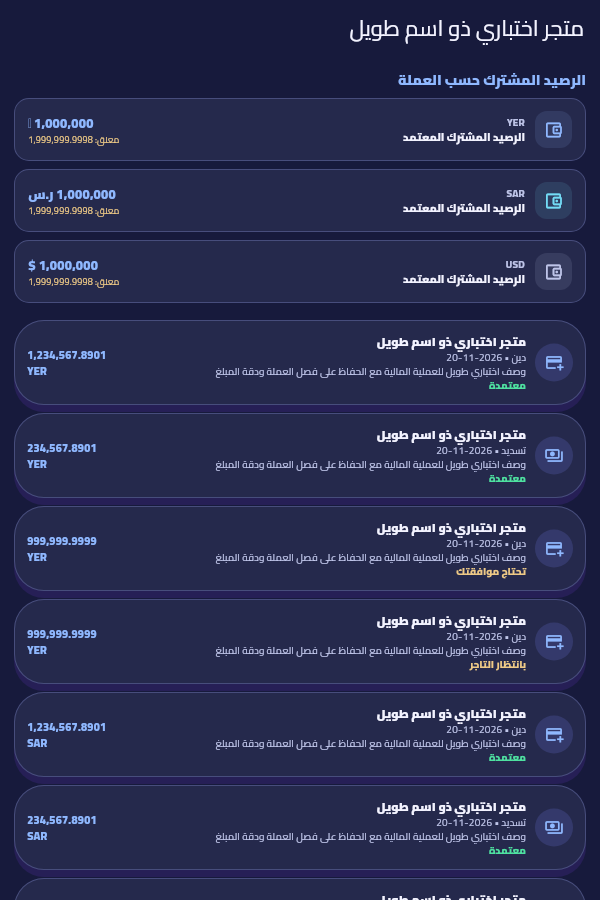 متجر اختباري ذو اسم طويل
الرصيد المشترك حسب العملة
YER
الرصيد المشترك المعتمد
1,000,000
معلق: 1,999,999.9998
SAR
الرصيد المشترك المعتمد
1,000,000 ر.س
معلق: 1,999,999.9998
USD
الرصيد المشترك المعتمد
$ 1,000,000
معلق: 1,999,999.9998
متجر اختباري ذو اسم طويل
دين • 2026-11-20
وصف اختباري طويل للعملية المالية مع الحفاظ على فصل العملة ودقة المبلغ
معتمدة
1,234,567.8901
YER
متجر اختباري ذو اسم طويل
تسديد • 2026-11-20
وصف اختباري طويل للعملية المالية مع الحفاظ على فصل العملة ودقة المبلغ
معتمدة
234,567.8901
YER
متجر اختباري ذو اسم طويل
دين • 2026-11-20
وصف اختباري طويل للعملية المالية مع الحفاظ على فصل العملة ودقة المبلغ
تحتاج موافقتك
999,999.9999
YER
متجر اختباري ذو اسم طويل
دين • 2026-11-20
وصف اختباري طويل للعملية المالية مع الحفاظ على فصل العملة ودقة المبلغ
بانتظار التاجر
999,999.9999
YER
متجر اختباري ذو اسم طويل
دين • 2026-11-20
وصف اختباري طويل للعملية المالية مع الحفاظ على فصل العملة ودقة المبلغ
معتمدة
1,234,567.8901
SAR
متجر اختباري ذو اسم طويل
تسديد • 2026-11-20
وصف اختباري طويل للعملية المالية مع الحفاظ على فصل العملة ودقة المبلغ
معتمدة
234,567.8901
SAR
متجر اختباري ذو اسم طويل